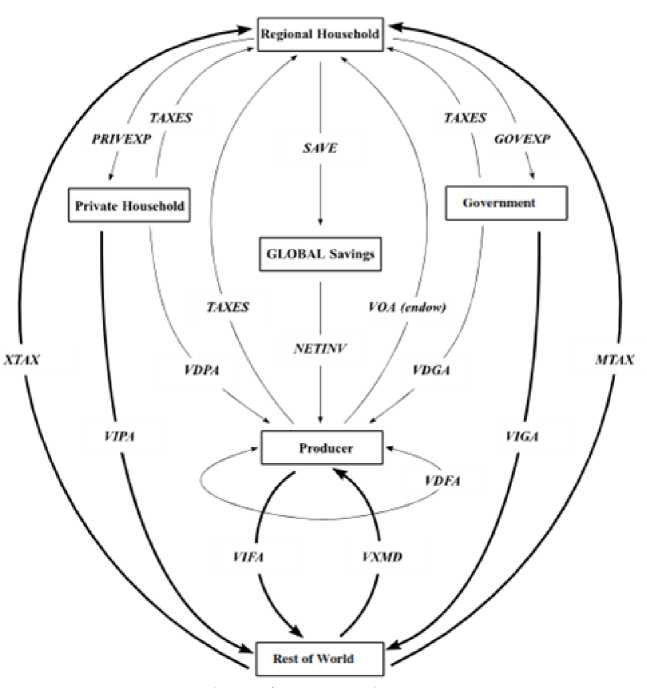 Regional Household
TAXES
TAXES
PRIVEXP
GOVEXP
SAVE
Private Household
Government
GLOBAL Savings
TAXES
VOA (endow)
NETINV
XTAX
MTAX
VDPA
VDGA
VIPA
VIGA
Producer
VDFA
VIFA
VXMD
Rest of World